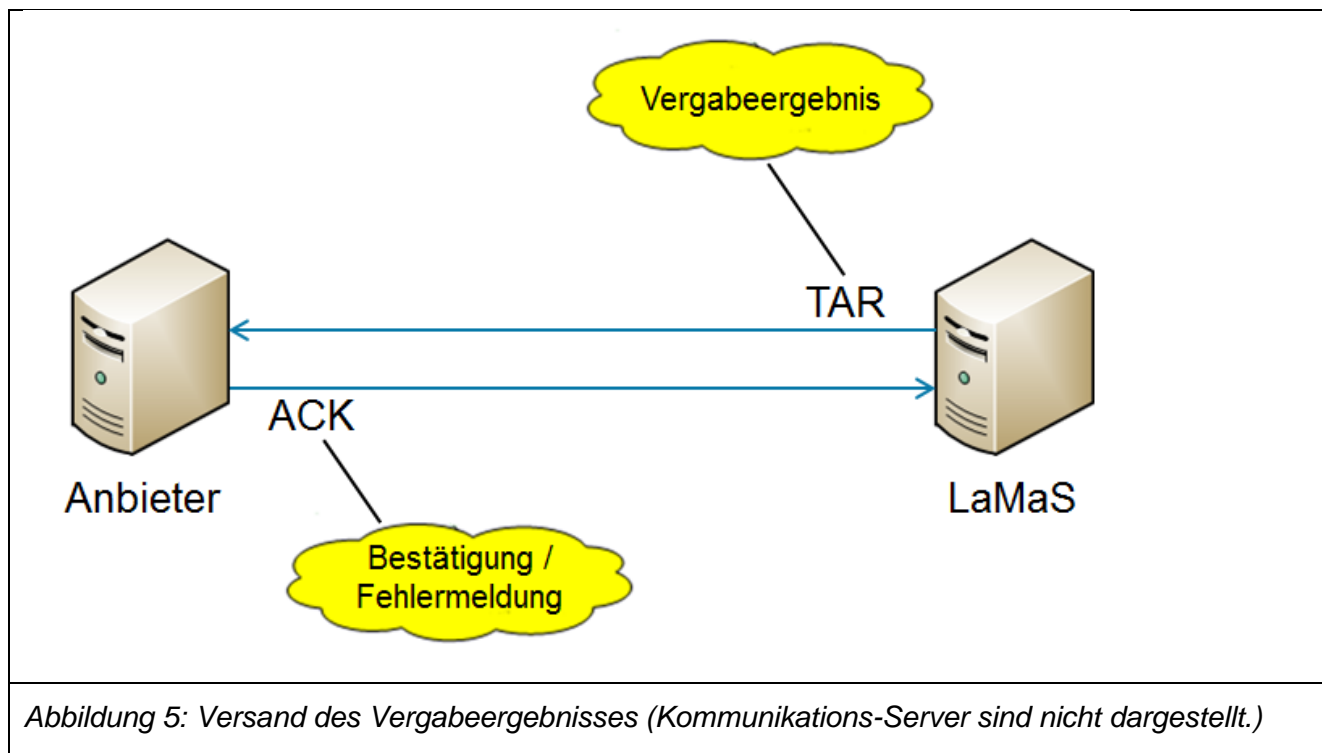 Vergabeergebnis
TAR
ACK
Anbieter
LaMaS
Bestätigung /
Fehlermeldung
Abbildung 5: Versand des Vergabeergebnisses (Kommunikations-Server sind nicht dargestellt.)